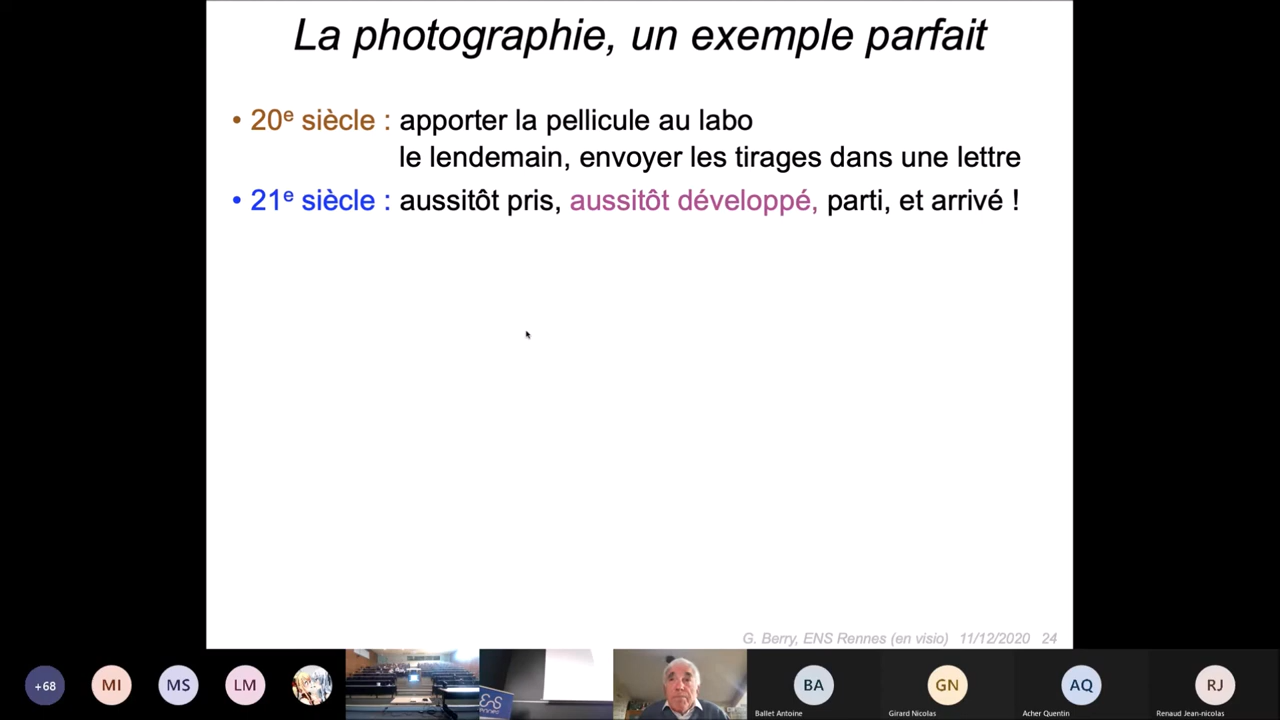 La photographie, un exemple parfait
• 20e siècle : apporter la pellicule au labo
le lendemain, envoyer les tirages dans une lettre
• 21e siècle : aussitôt pris, aussitôt développé, parti, et arrivé !
G. Berry, ENS Rennes (en visio) 11/12/2020 24
+68
MI
MS
LM
BA
GN
AQ
RJ
Ballet Antoine
Girard Nicolas
Acher Quentin
Renaud Jean-nicolas